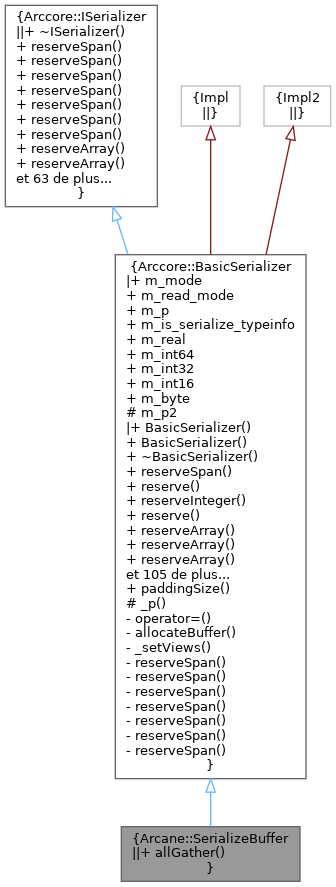 {Arccore::ISerializer
||+ ~ISerializer()
+ reserveSpan()
+ reserveSpan()
+ reserveSpan()
+ reserveSpan()
+ reserveSpan()
+ reserveSpan()
+ reserveSpan()
+ reserveArray()
+ reserveArray()
et 63 de plus...
}
{Impl
||}
{Impl2
||}
{Arccore::BasicSerializer
|+ m_mode
+ m_read_mode
+ m_p
+ m_is_serialize_typeinfo
+ m_real
+ m_int64
+ m_int32
+ m_int16
+ m_byte
# m_p2
|+ BasicSerializer()
+ BasicSerializer()
+ ~BasicSerializer()
+ reserveSpan()
+ reserve()
+ reserveInteger()
+ reserve()
+ reserveArray()
+ reserveArray()
+ reserveArray()
et 105 de plus...
+ paddingSize()
# _p()
- operator=()
- allocateBuffer()
- _setViews()
- reserveSpan()
- reserveSpan()
- reserveSpan()
- reserveSpan()
- reserveSpan()
- reserveSpan()
- reserveSpan()
}
{Arcane::SerializeBuffer
||+ allGather()
}